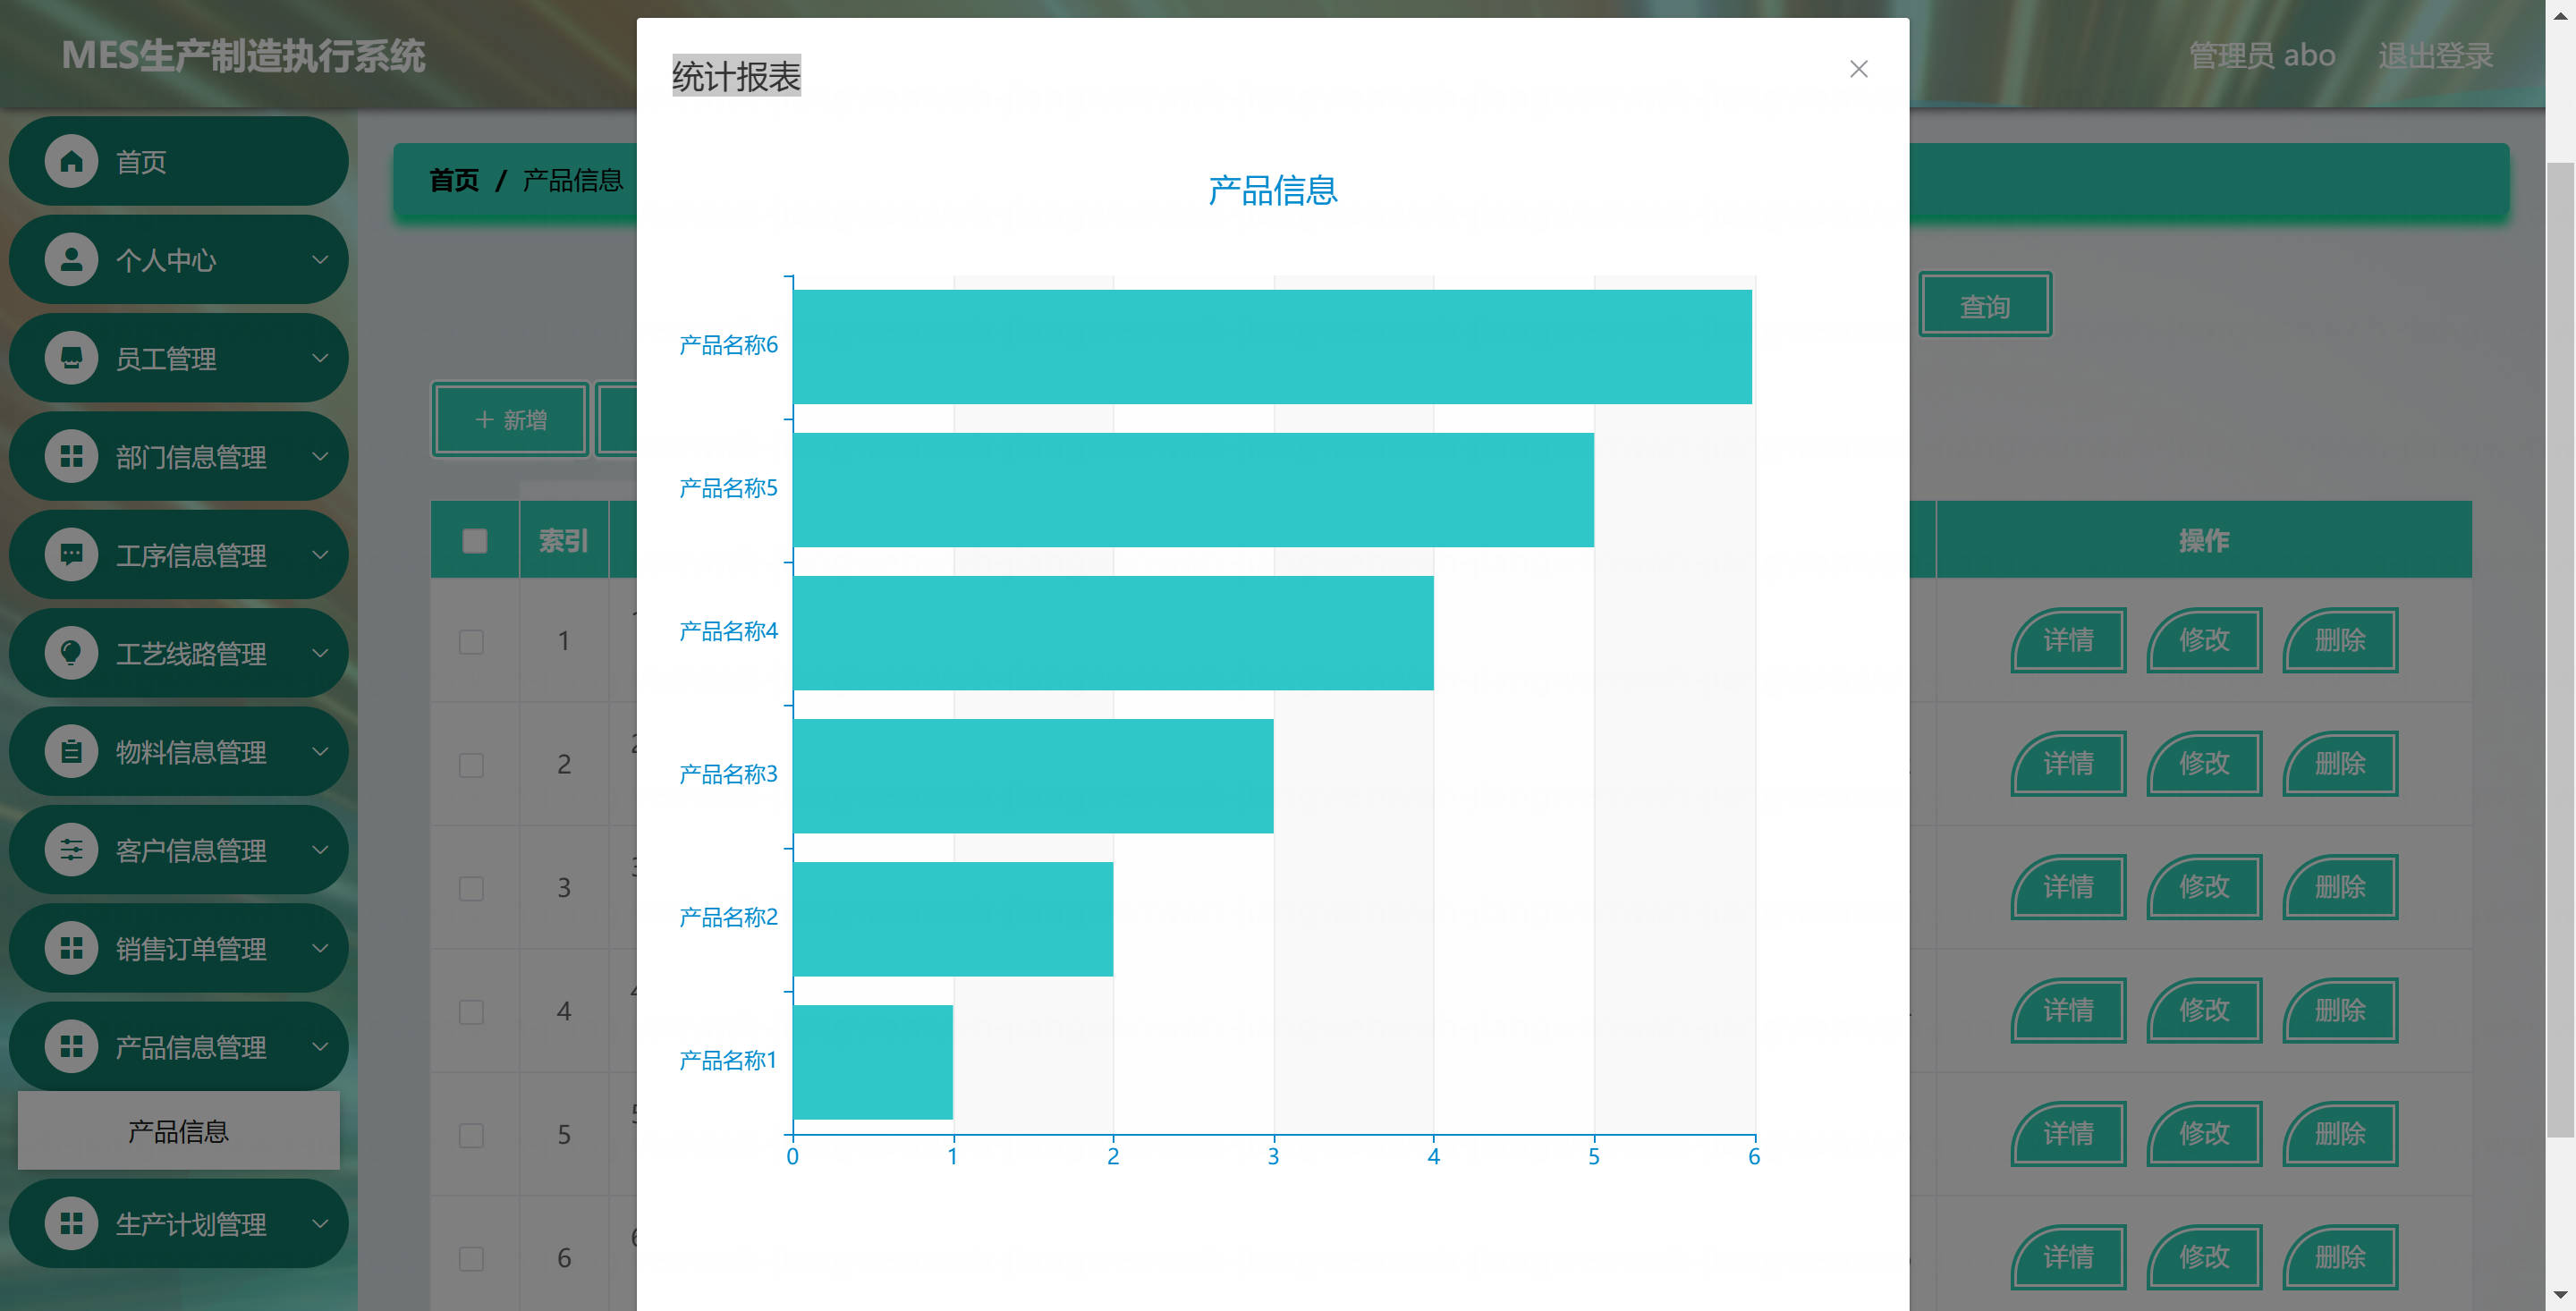 MES生产制造执行系统
管理员 abo 退出登录
首页
个人中心
员工管理
部门信息管理
工序信息管理
工艺线路管理
物料信息管理
客户信息管理
销售订单管理
产品信息管理
产品信息
生产计划管理
首页 / 产品信息
查询
新增
索引 操作
1 详情 修改 删除
2 详情 修改 删除
3 详情 修改 删除
4 详情 修改 删除
5 详情 修改 删除
6 详情 修改 删除
统计报表
产品信息
产品名称6
产品名称5
产品名称4
产品名称3
产品名称2
产品名称1
0 1 2 3 4 5 6